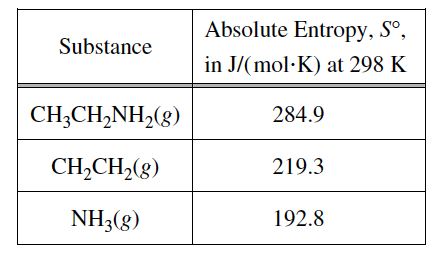 Substance
Absolute Entropy, S°,
in J/(mol·K) at 298 K
CH₃CH₂NH₂(g)
284.9
CH₂CH₂(g)
219.3
NH₃(g)
192.8